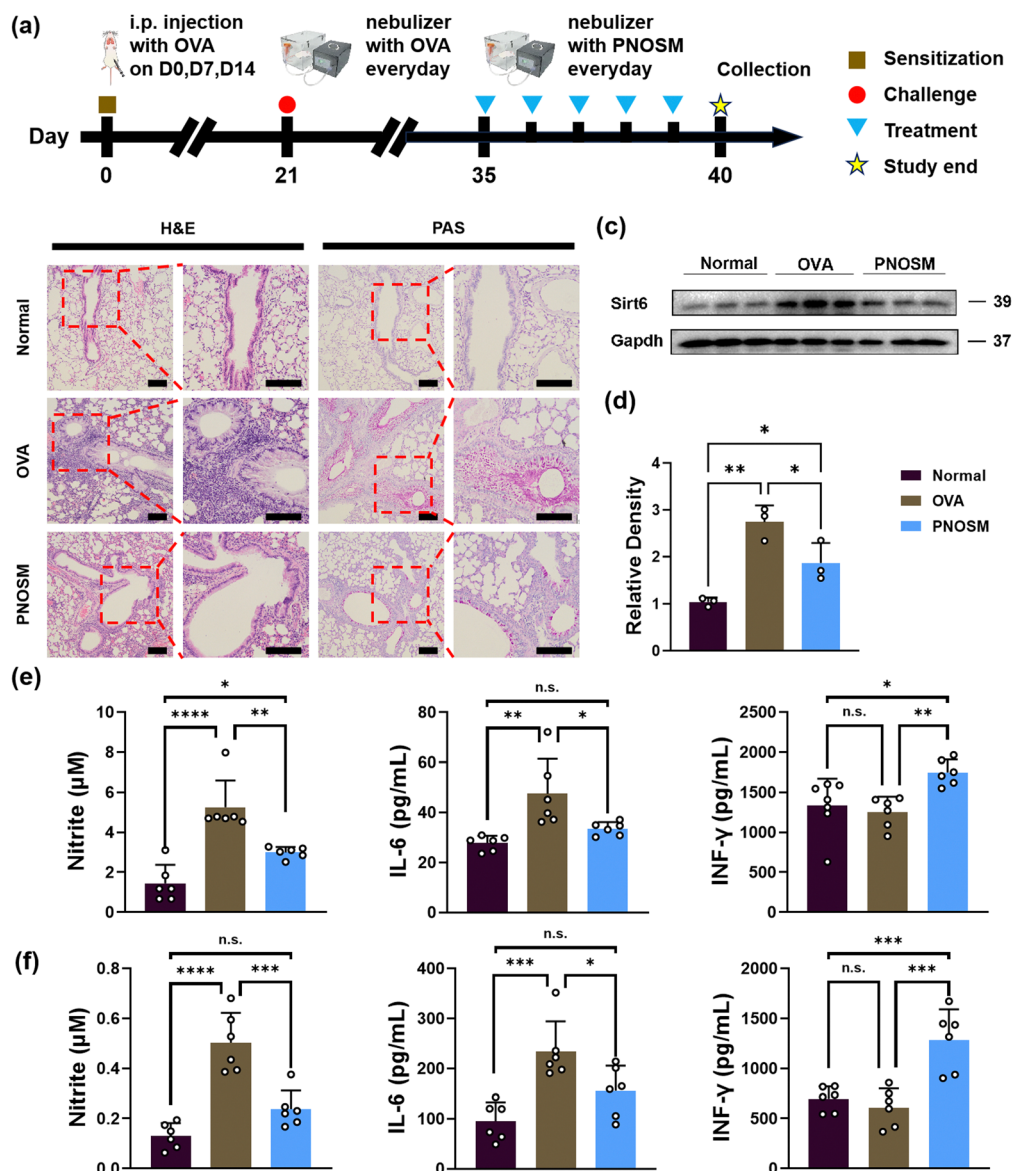 (a)
i.p. injection
with OVA
on D0,D7,D14
nebulizer
with OVA
everyday
nebulizer
with PNOSM
everyday
Collection
Sensitization
Challenge
Treatment
Study end
Day
0
21
35
40
H&E
PAS
Normal
OVA
PNOSM
(c)
Normal
OVA
PNOSM
Sirt6
39
Gapdh
37
(d)
*
**
*
Relative Density
4
3
2
1
0
Normal
OVA
PNOSM
(e)
*
****
**
Nitrite (μM)
10
8
6
4
2
0
n.s.
**
*
IL-6 (pg/mL)
80
60
40
20
0
*
n.s.
**
INF-γ (pg/mL)
2500
2000
1500
1000
500
0
(f)
n.s.
****
***
Nitrite (μM)
0.8
0.6
0.4
0.2
0.0
n.s.
***
*
IL-6 (pg/mL)
400
300
200
100
0
***
n.s.
***
INF-γ (pg/mL)
2000
1500
1000
500
0